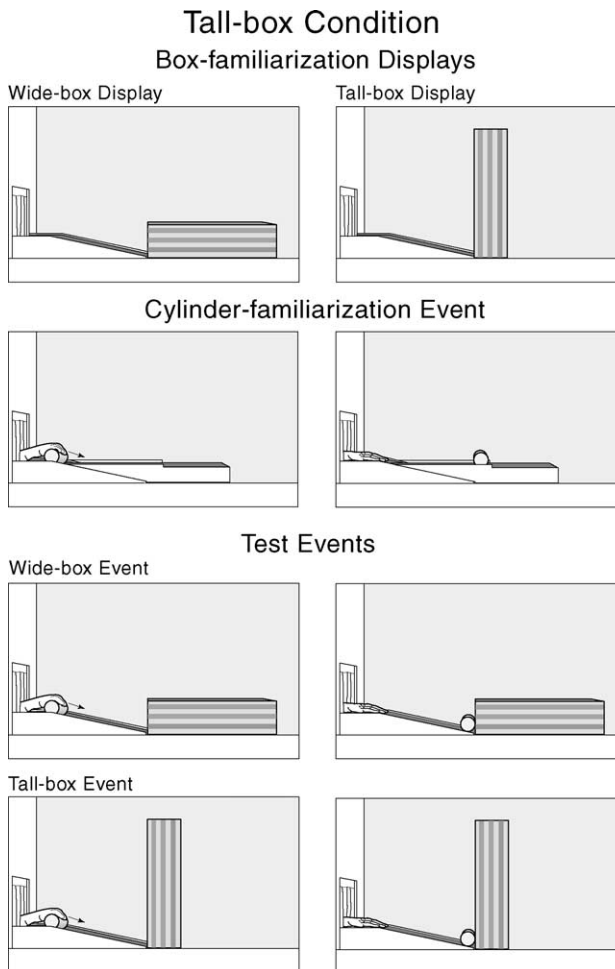 Tall-box Condition
Box-familiarization Displays
Wide-box Display
Tall-box Display
Cylinder-familiarization Event
Test Events
Wide-box Event
Tall-box Event